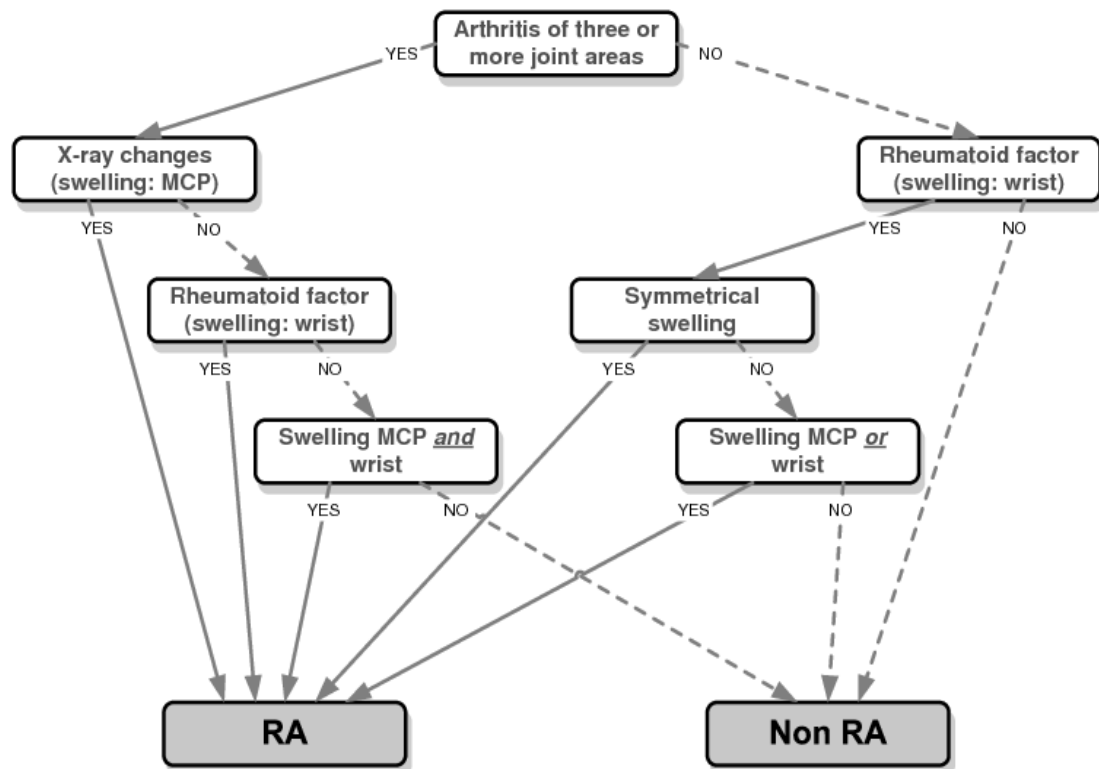 Arthritis of three or
more joint areas
YES
NO
X-ray changes
(swelling: MCP)
Rheumatoid factor
(swelling: wrist)
YES
NO
YES
NO
Rheumatoid factor
(swelling: wrist)
Symmetrical
swelling
YES
NO
YES
NO
Swelling MCP and
wrist
Swelling MCP or
wrist
YES
NO
YES
NO
RA
Non RA